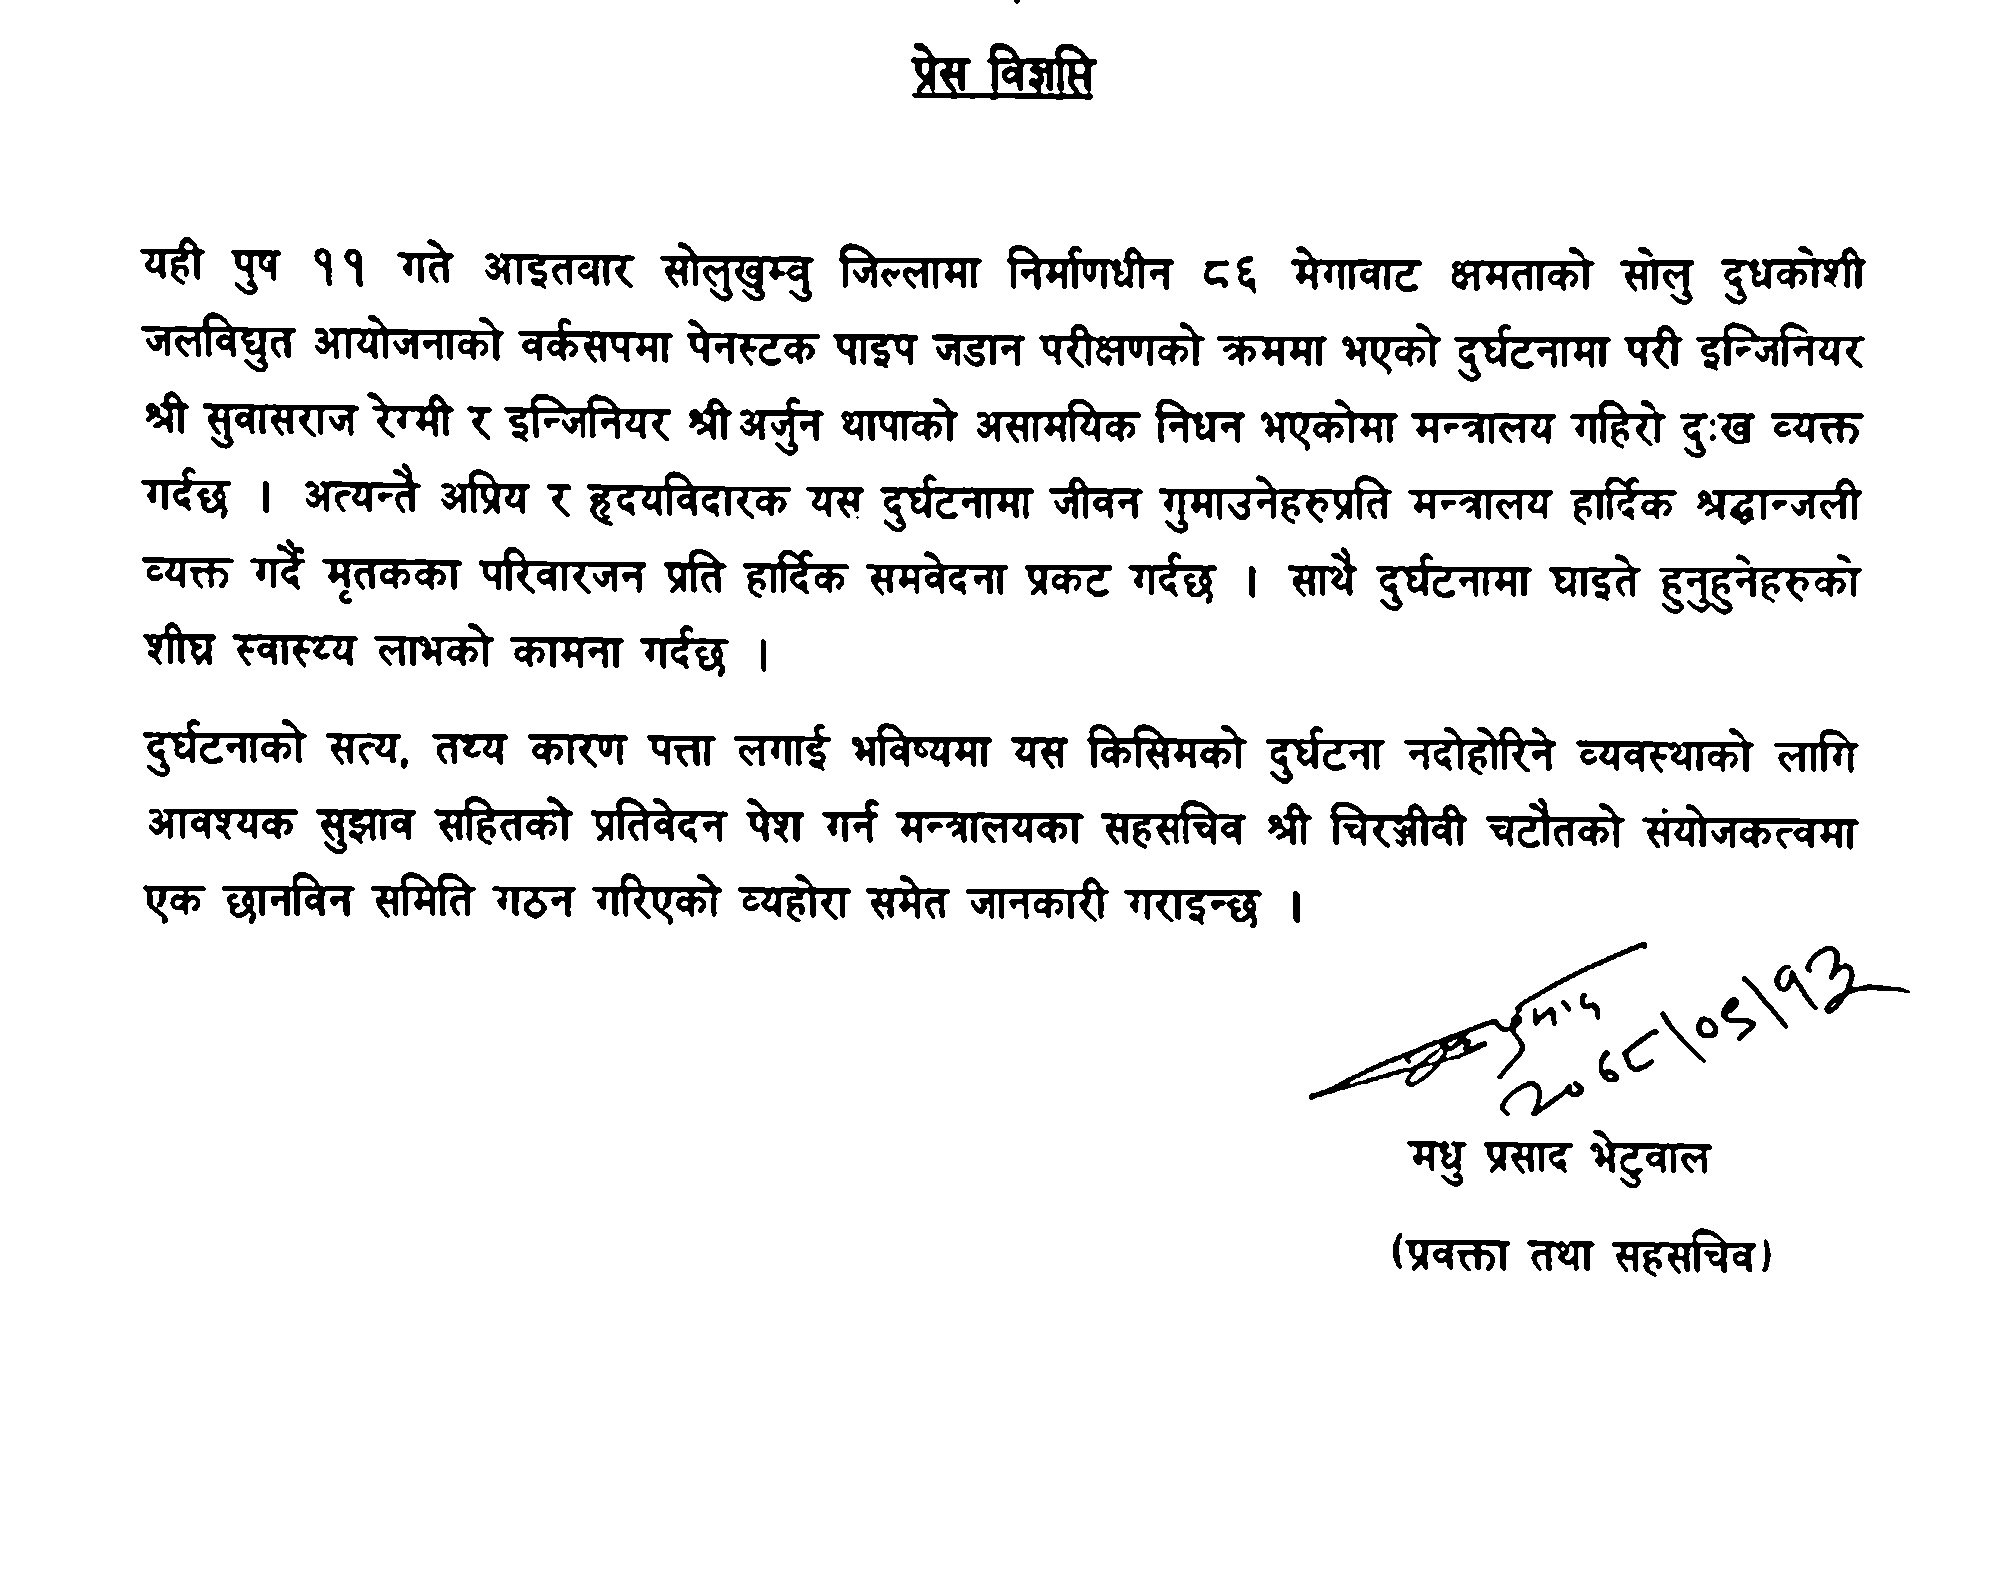 प्रेस विज्ञप्ति
यही पुष ११ गते आइतवार सोलुखुम्वु जिल्लामा निर्माणधीन ८६ मेगावाट क्षमताको सोलु दुधकोशी
जलविद्युत आयोजनाको वर्कसपमा पेनस्टक पाइप जडान परीक्षणको क्रममा भएको दुर्घटनामा परी इन्जिनियर
श्री सुवासराज रेग्मी र इन्जिनियर श्री अर्जुन थापाको असामयिक निधन भएकोमा मन्त्रालय गहिरो दुःख व्यक्त
गर्दछ । अत्यन्तै अप्रिय र हृदयविदारक यस दुर्घटनामा जीवन गुमाउनेहरुप्रति मन्त्रालय हार्दिक श्रद्धान्जली
व्यक्त गर्दै मृतकका परिवारजन प्रति हार्दिक समवेदना प्रकट गर्दछ । साथै दुर्घटनामा घाइते हुनुहुनेहरुको
शीघ्र स्वास्थ्य लाभको कामना गर्दछ ।
दुर्घटनाको सत्य, तथ्य कारण पत्ता लगाई भविष्यमा यस किसिमको दुर्घटना नदोहोरिने व्यवस्थाको लागि
आवश्यक सुझाव सहितको प्रतिवेदन पेश गर्न मन्त्रालयका सहसचिव श्री चिरञ्जीवी चटौतको संयोजकत्वमा
एक छानविन समिति गठन गरिएको व्यहोरा समेत जानकारी गराइन्छ ।
मधु प्रसाद भेटुवाल
(प्रवक्ता तथा सहसचिव)